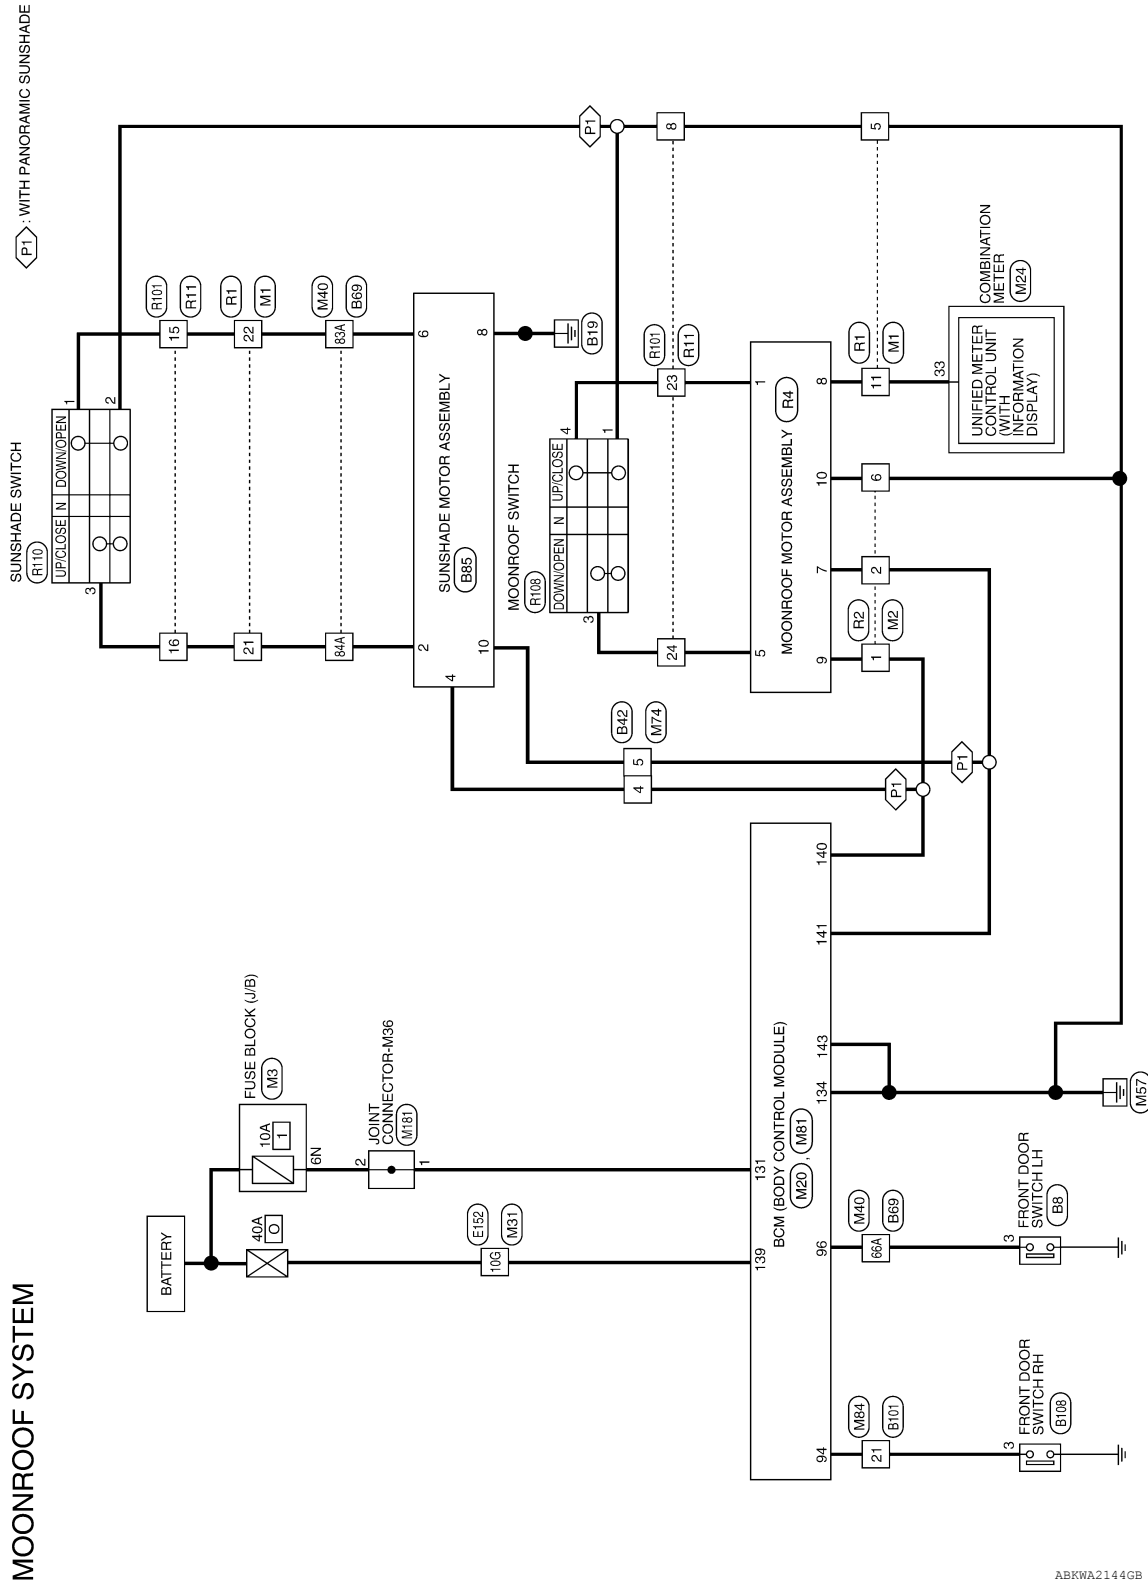 MOONROOF SYSTEM
P1 : WITH PANORAMIC SUNSHADE
BATTERY
40A
O
FUSE BLOCK (J/B)
M3
10A
1
6N
JOINT
CONNECTOR-M36
M181
2
1
E152
M31
10G
139
131
BCM (BODY CONTROL MODULE)
M20 , M81
94
96
134
143
141
140
M84
B101
21
3
FRONT DOOR
SWITCH RH
B108
M40
B69
66A
3
FRONT DOOR
SWITCH LH
B8
M57
SUNSHADE SWITCH
R110
UP/CLOSE
N
DOWN/OPEN
3
1
2
16
15
R101
R11
21
22
R1
M1
84A
83A
M40
B69
2
6
SUNSHADE MOTOR ASSEMBLY
B85
4
10
8
B19
B42
M74
4
5
P1
P1
P1
MOONROOF SWITCH
R108
DOWN/OPEN
N
UP/CLOSE
3
4
1
24
23
R101
R11
8
5
1
MOONROOF MOTOR ASSEMBLY
R4
9
7
10
8
R2
M2
1
2
6
11
R1
M1
5
33
UNIFIED METER
CONTROL UNIT
(WITH
INFORMATION
DISPLAY)
COMBINATION
METER
M24
ABKWA2144GB